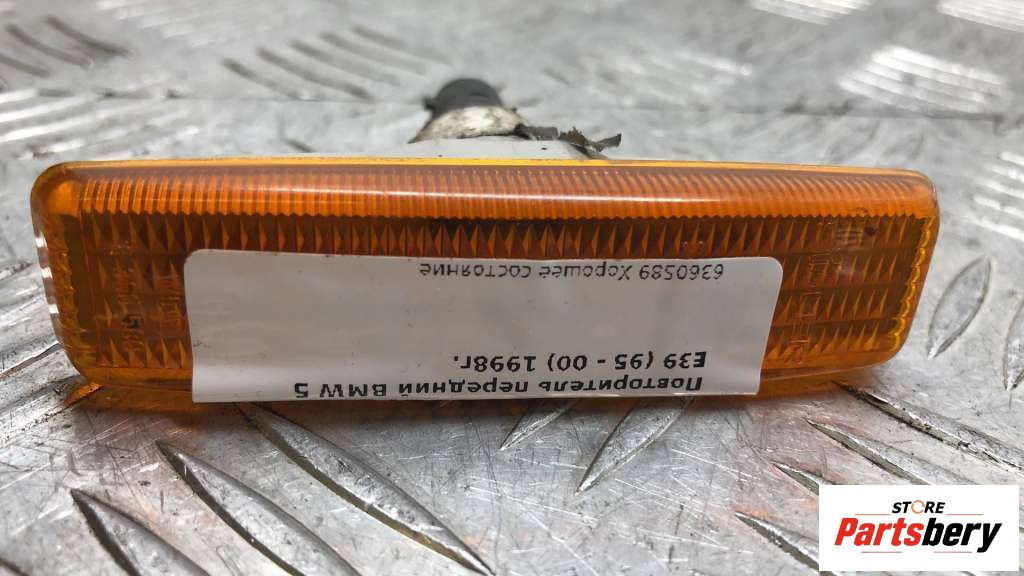 Повторитель передний BMW 5
E39 (95 - 00) 1998г.
6360589 Хорошее состояние
STORE
Partsbery